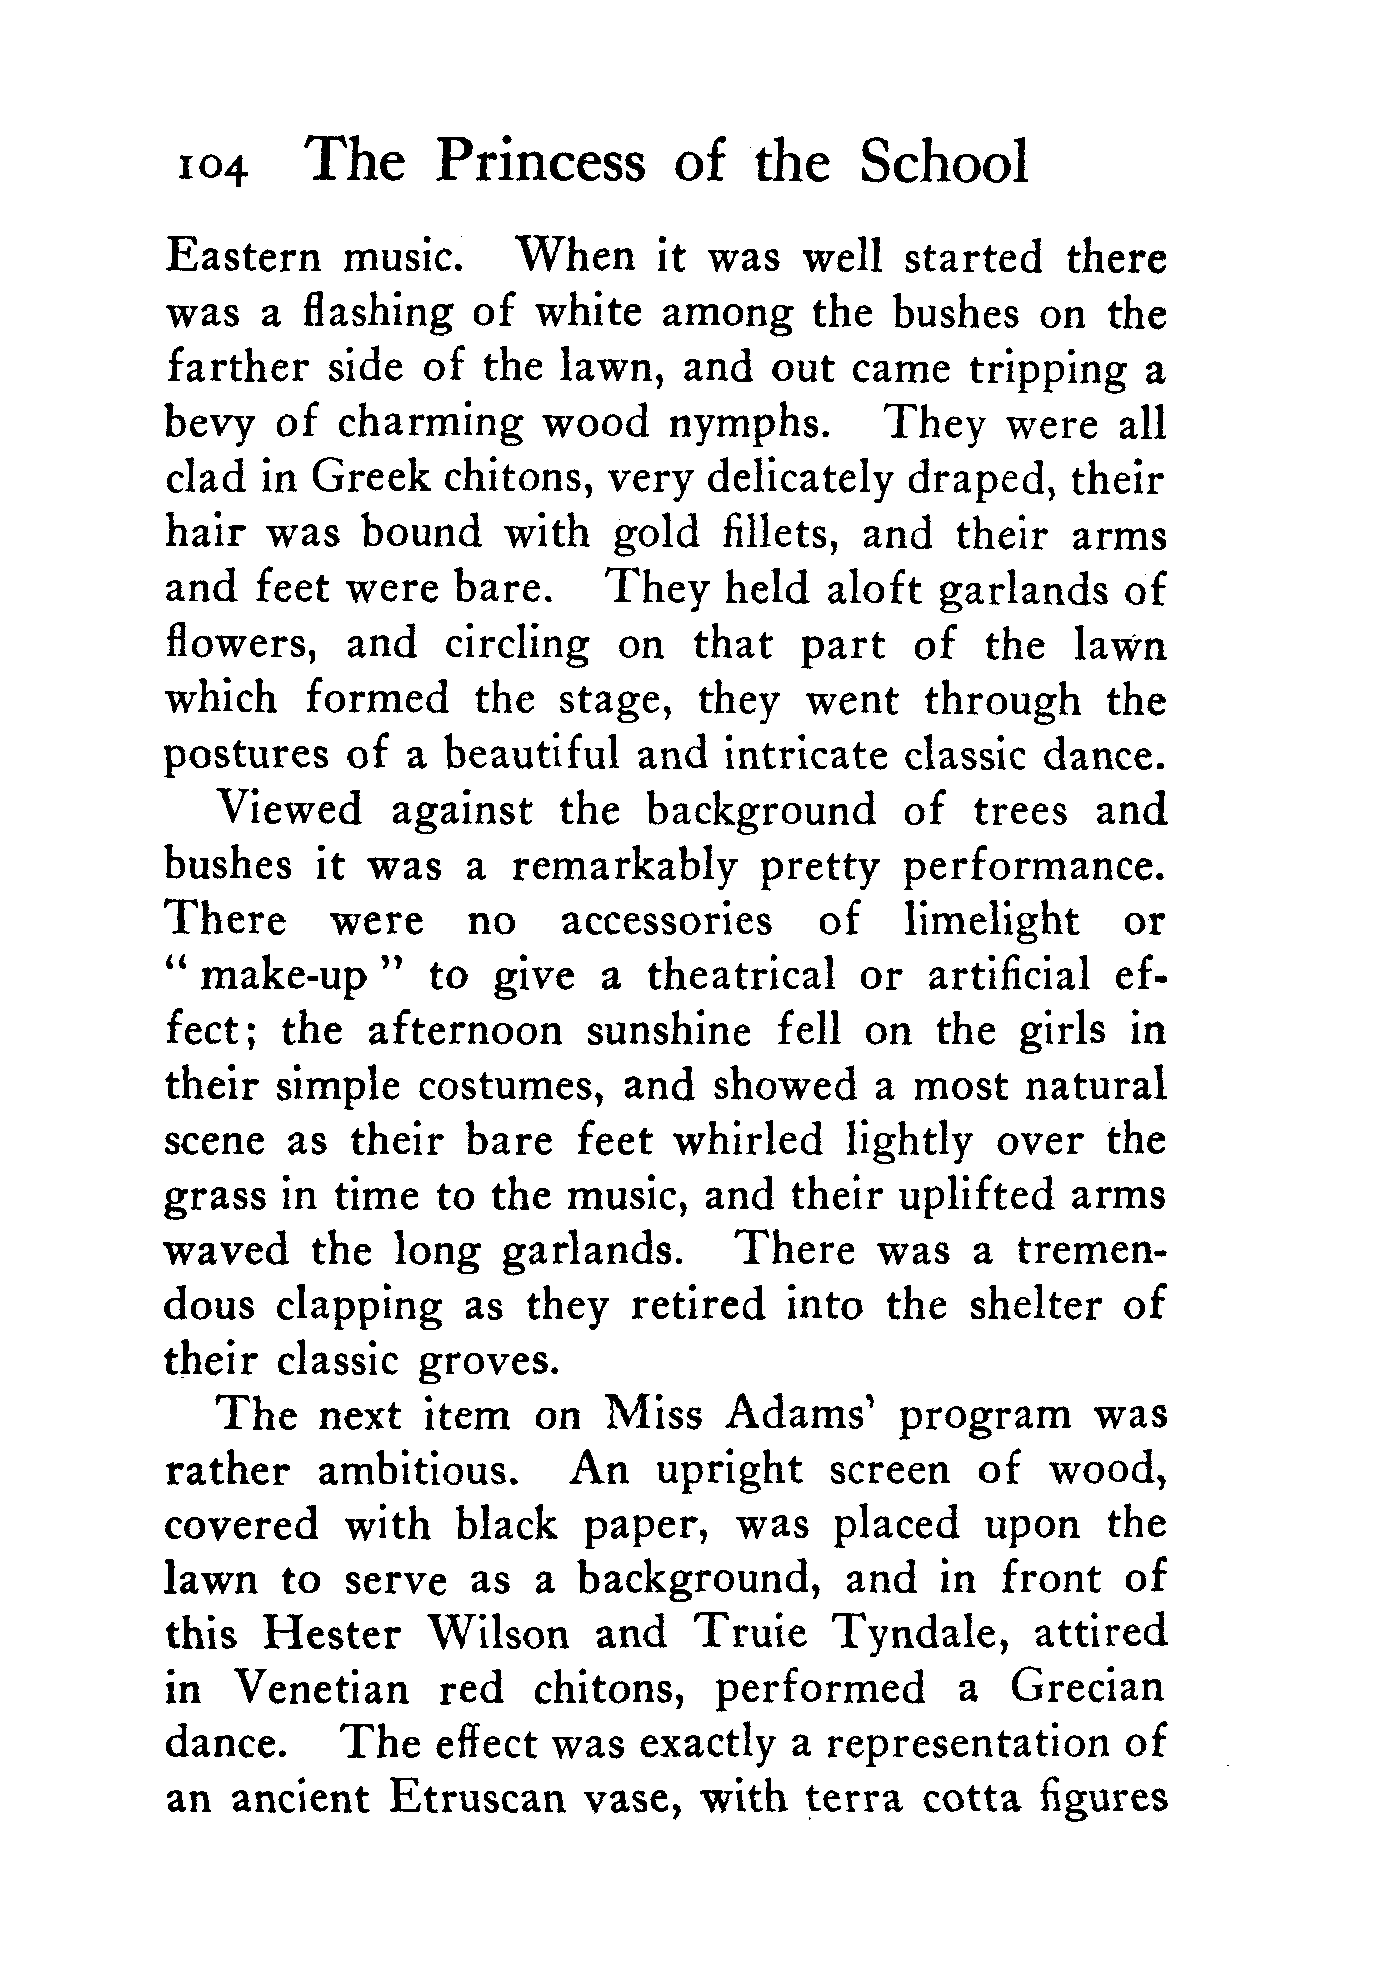 104 The Princess of the School
Eastern music. When it was well started there
was a flashing of white among the bushes on the
farther side of the lawn, and out came tripping a
bevy of charming wood nymphs. They were all
clad in Greek chitons, very delicately draped, their
hair was bound with gold fillets, and their arms
and feet were bare. They held aloft garlands of
flowers, and circling on that part of the lawn
which formed the stage, they went through the
postures of a beautiful and intricate classic dance.
Viewed against the background of trees and
bushes it was a remarkably pretty performance.
There were no accessories of limelight or
“ make-up ” to give a theatrical or artificial ef-
fect; the afternoon sunshine fell on the girls in
their simple costumes, and showed a most natural
scene as their bare feet whirled lightly over the
grass in time to the music, and their uplifted arms
waved the long garlands. There was a tremen-
dous clapping as they retired into the shelter of
their classic groves.
The next item on Miss Adams’ program was
rather ambitious. An upright screen of wood,
covered with black paper, was placed upon the
lawn to serve as a background, and in front of
this Hester Wilson and Truie Tyndale, attired
in Venetian red chitons, performed a Grecian
dance. The effect was exactly a representation of
an ancient Etruscan vase, with terra cotta figures